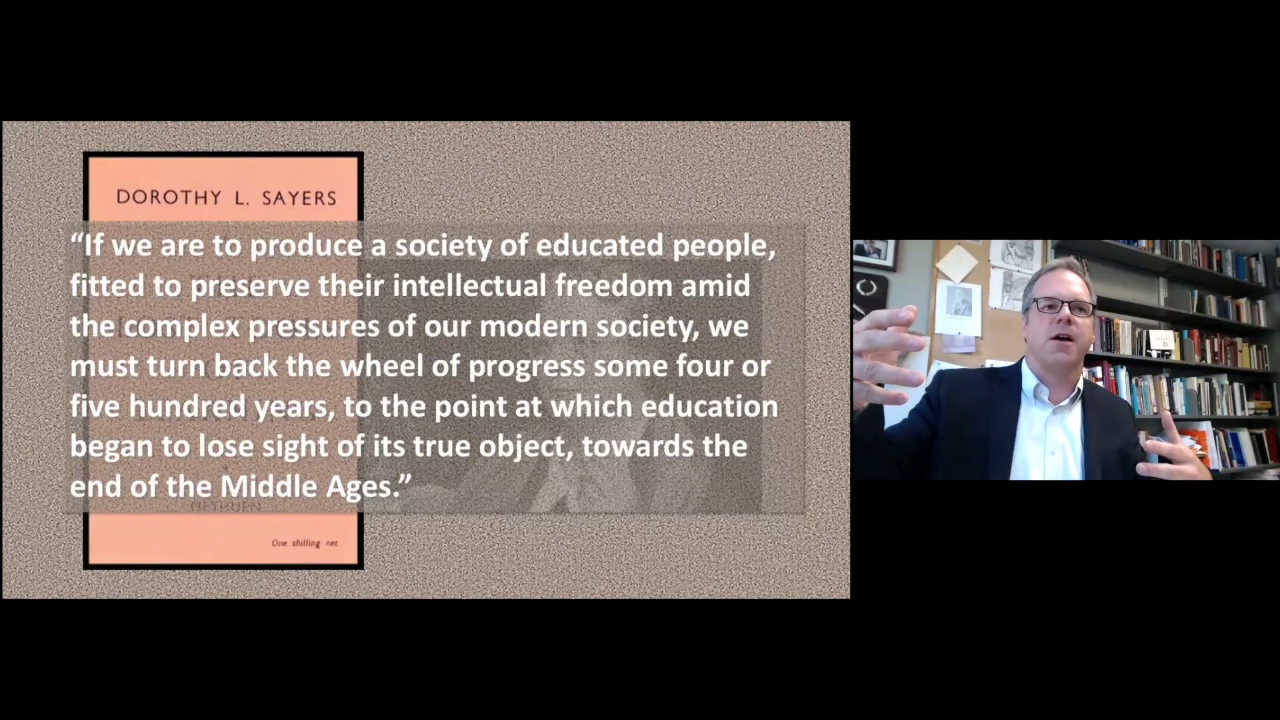 DOROTHY L. SAYERS
“If we are to produce a society of educated people,
fitted to preserve their intellectual freedom amid
the complex pressures of our modern society, we
must turn back the wheel of progress some four or
five hundred years, to the point at which education
began to lose sight of its true object, towards the
end of the Middle Ages.”
METHUEN
One shilling net